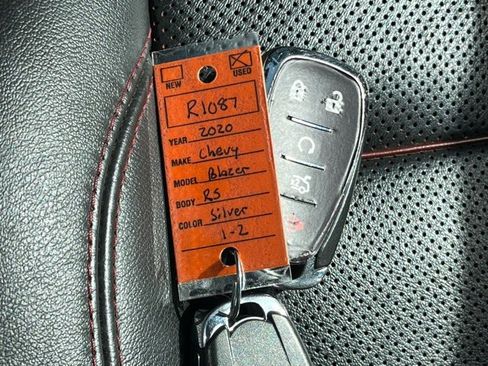 NEW USED
R1087
YEAR 2020
MAKE Chevy
MODEL Blazer
BODY RS
COLOR Silver
1-2